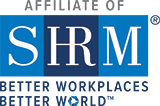 AFFILIATE OF
SHRM®
BETTER WORKPLACES
BETTER WORLD™